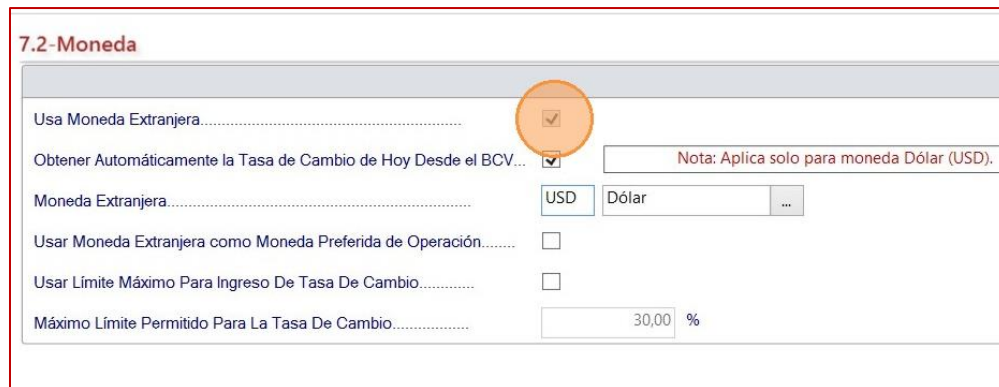 7.2-Moneda
Usa Moneda Extranjera..............................................................
Obtener Automáticamente la Tasa de Cambio de Hoy Desde el BCV... Nota: Aplica solo para moneda Dólar (USD).
Moneda Extranjera........................................................................ USD Dólar ...
Usar Moneda Extranjera como Moneda Preferida de Operación........
Usar Límite Máximo Para Ingreso De Tasa De Cambio.............
Máximo Límite Permitido Para La Tasa De Cambio.................. 30,00 %